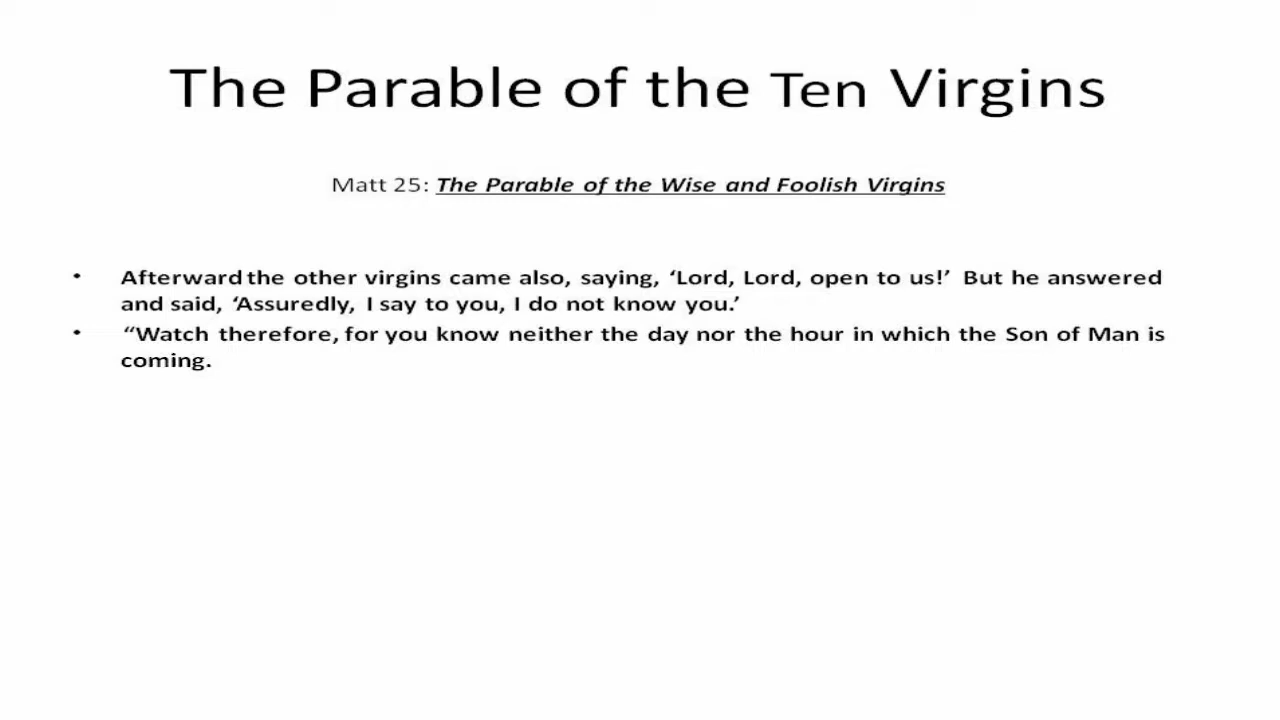 The Parable of the Ten Virgins
Matt 25: The Parable of the Wise and Foolish Virgins
• Afterward the other virgins came also, saying, ‘Lord, Lord, open to us!’ But he answered
and said, ‘Assuredly, I say to you, I do not know you.’
• “Watch therefore, for you know neither the day nor the hour in which the Son of Man is
coming.